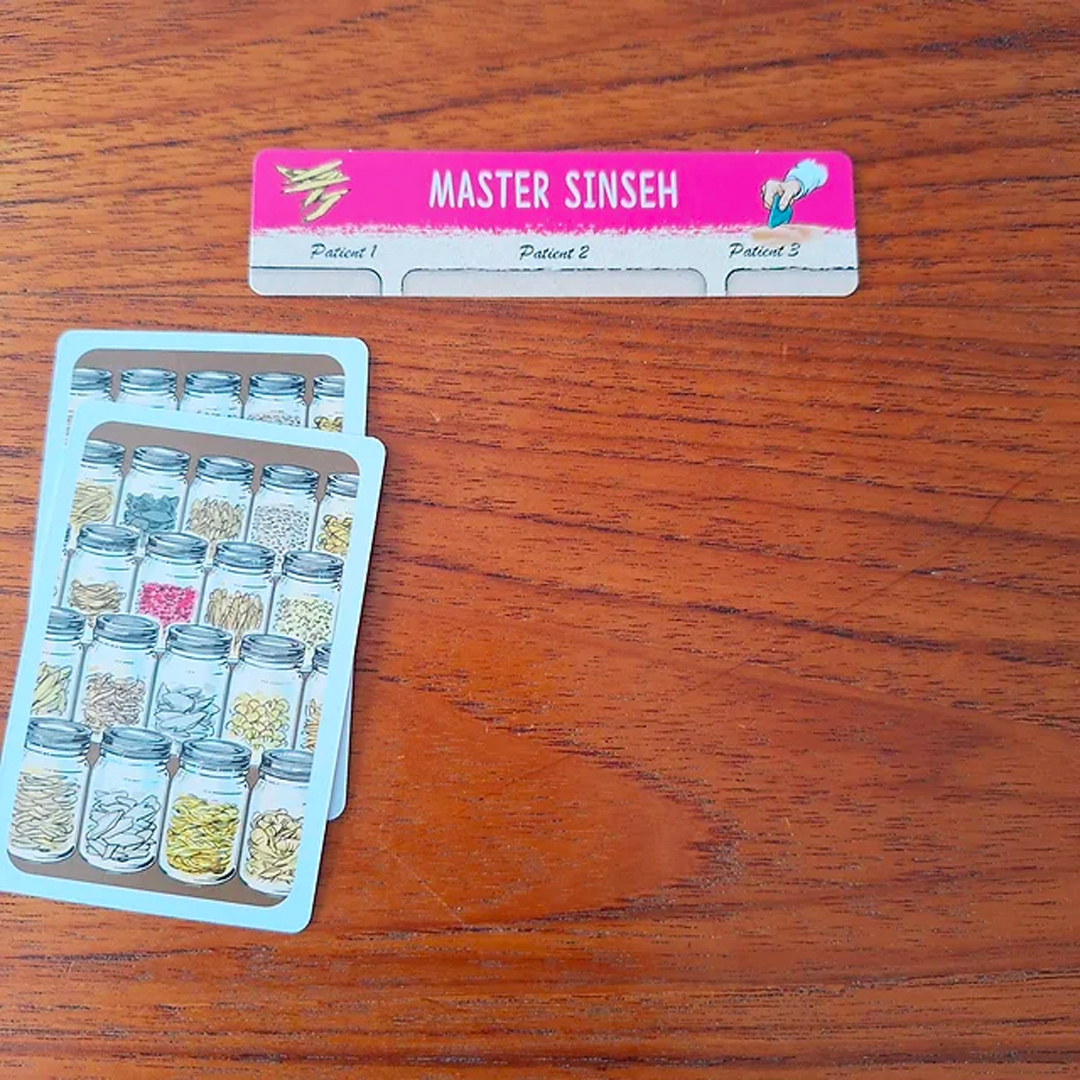 MASTER SINSEH
Patient 1 Patient 2 Patient 3